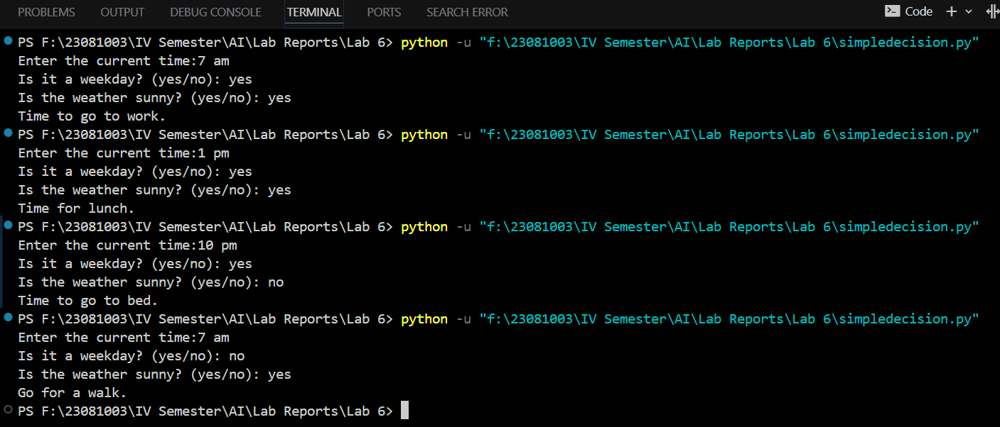 PROBLEMS OUTPUT DEBUG CONSOLE TERMINAL PORTS SEARCH ERROR Code
PS F:\23081003\IV Semester\AI\Lab Reports\Lab 6> python -u "f:\23081003\IV Semester\AI\Lab Reports\Lab 6\simpledecision.py"
Enter the current time:7 am
Is it a weekday? (yes/no): yes
Is the weather sunny? (yes/no): yes
Time to go to work.
PS F:\23081003\IV Semester\AI\Lab Reports\Lab 6> python -u "f:\23081003\IV Semester\AI\Lab Reports\Lab 6\simpledecision.py"
Enter the current time:1 pm
Is it a weekday? (yes/no): yes
Is the weather sunny? (yes/no): yes
Time for lunch.
PS F:\23081003\IV Semester\AI\Lab Reports\Lab 6> python -u "f:\23081003\IV Semester\AI\Lab Reports\Lab 6\simpledecision.py"
Enter the current time:10 pm
Is it a weekday? (yes/no): yes
Is the weather sunny? (yes/no): no
Time to go to bed.
PS F:\23081003\IV Semester\AI\Lab Reports\Lab 6> python -u "f:\23081003\IV Semester\AI\Lab Reports\Lab 6\simpledecision.py"
Enter the current time:7 am
Is it a weekday? (yes/no): no
Is the weather sunny? (yes/no): yes
Go for a walk.
PS F:\23081003\IV Semester\AI\Lab Reports\Lab 6>